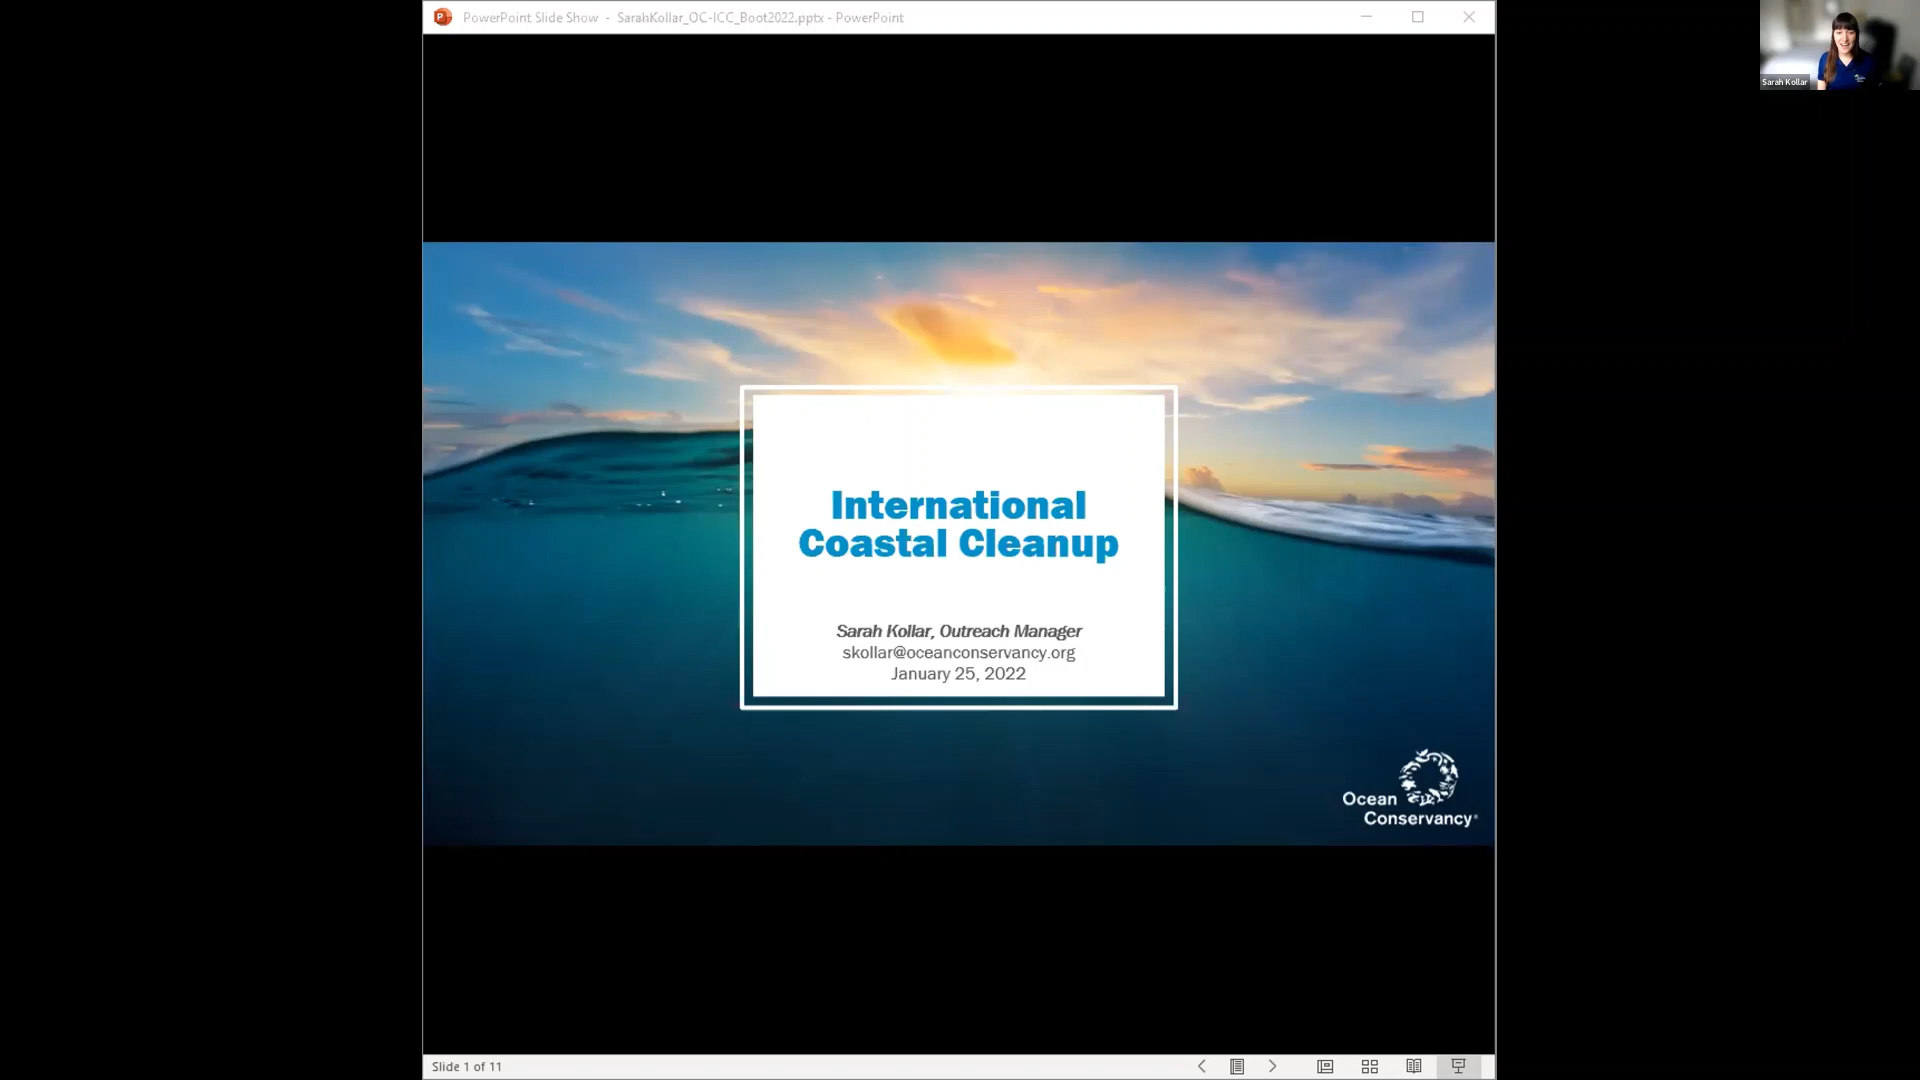 PowerPoint Slide Show - SarahKollar_OC-ICC_Boot2022.pptx - PowerPoint
Sarah Kollar
International
Coastal Cleanup
Sarah Kollar, Outreach Manager
skollar@oceanconservancy.org
January 25, 2022
Ocean
Conservancy
Slide 1 of 11